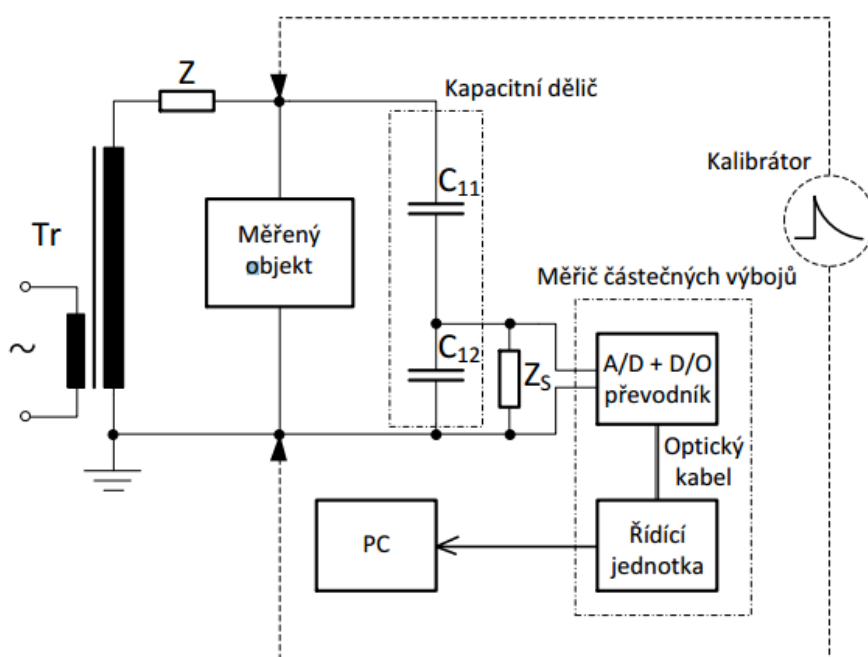 Z
Kapacitní dělič
Kalibrátor
C11
Tr
Měřený
objekt
Měřič částečných výbojů
~
C12
ZS
A/D + D/O
převodník
Optický
kabel
PC
Řídící
jednotka